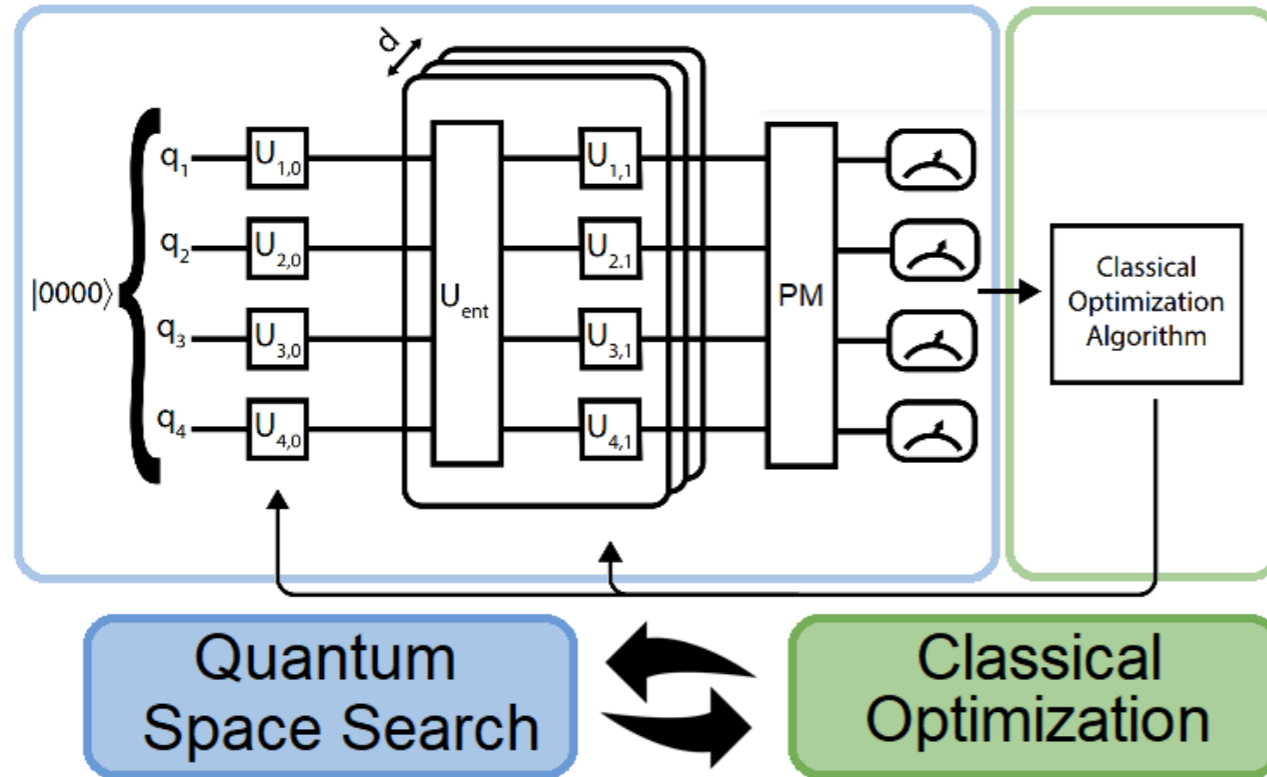 d
q₁ U₁,₀ U₁,₁
q₂ U₂,₀ U₂.₁
|0000⟩ U_ent PM Classical
Optimization
Algorithm
q₃ U₃,₀ U₃,₁
q₄ U₄,₀ U₄,₁
Quantum
Space Search
Classical
Optimization